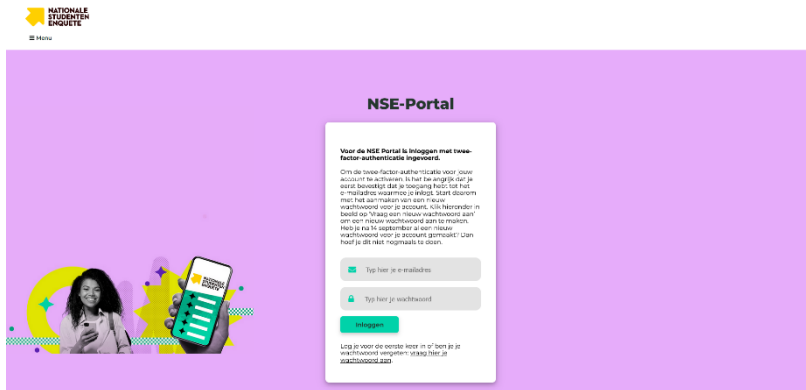 NATIONALE
STUDENTEN
ENQUETE
Menu
NSE-Portal
Voor de NSE Portal is inloggen met twee-
factor-authenticatie ingevoerd.
Om de twee-factor-authenticatie voor jouw
account te activeren, is het belangrijk dat je
eerst bevestigt dat je toegang hebt tot het
e-mailadres waarmee je inlogt. Start daarom
met het aanmaken van een nieuw
wachtwoord voor je account. Klik hieronder in
beeld op 'Vraag een nieuw wachtwoord aan'
om een nieuw wachtwoord aan te maken.
Heb je na 14 september al een nieuw
wachtwoord voor je account gemaakt? Dan
hoef je dit niet nogmaals te doen.
NATIONALE
STUDENTEN
ENQUETE
Typ hier je e-mailadres
Typ hier je wachtwoord
Inloggen
Log je voor de eerste keer in of ben je je
wachtwoord vergeten: vraag hier je
wachtwoord aan.